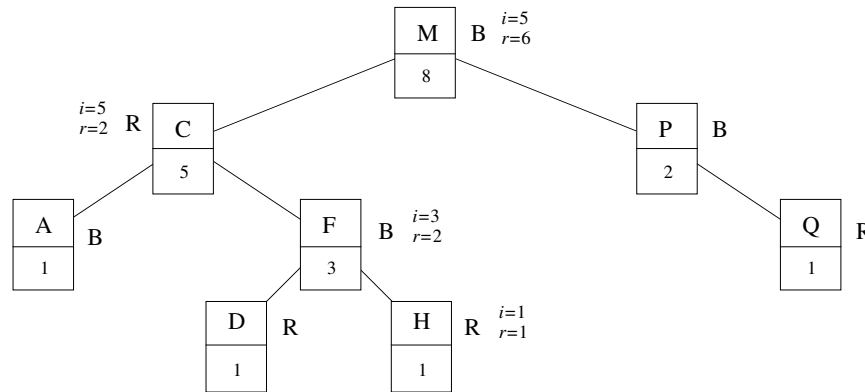 M B i=5
r=6
8
i=5
r=2 R C
5
P B
2
A B
1
F B i=3
r=2
3
Q R
1
D R
1
H R i=1
r=1
1